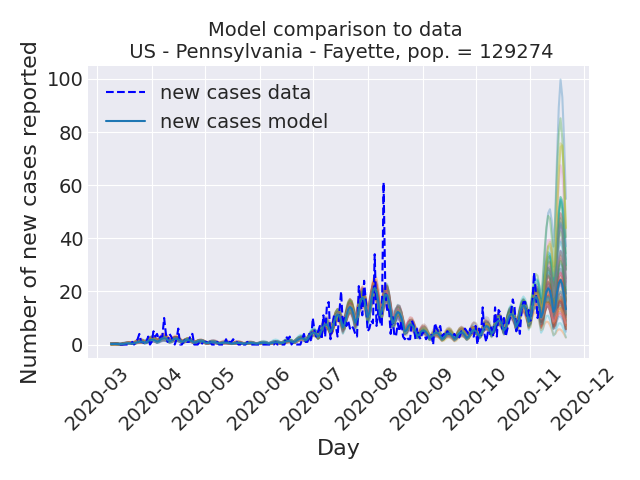 Model comparison to data
US - Pennsylvania - Fayette, pop. = 129274
Number of new cases reported
100
80
60
40
20
0
new cases data
new cases model
2020-03
2020-04
2020-05
2020-06
2020-07
2020-08
2020-09
2020-10
2020-11
2020-12
Day